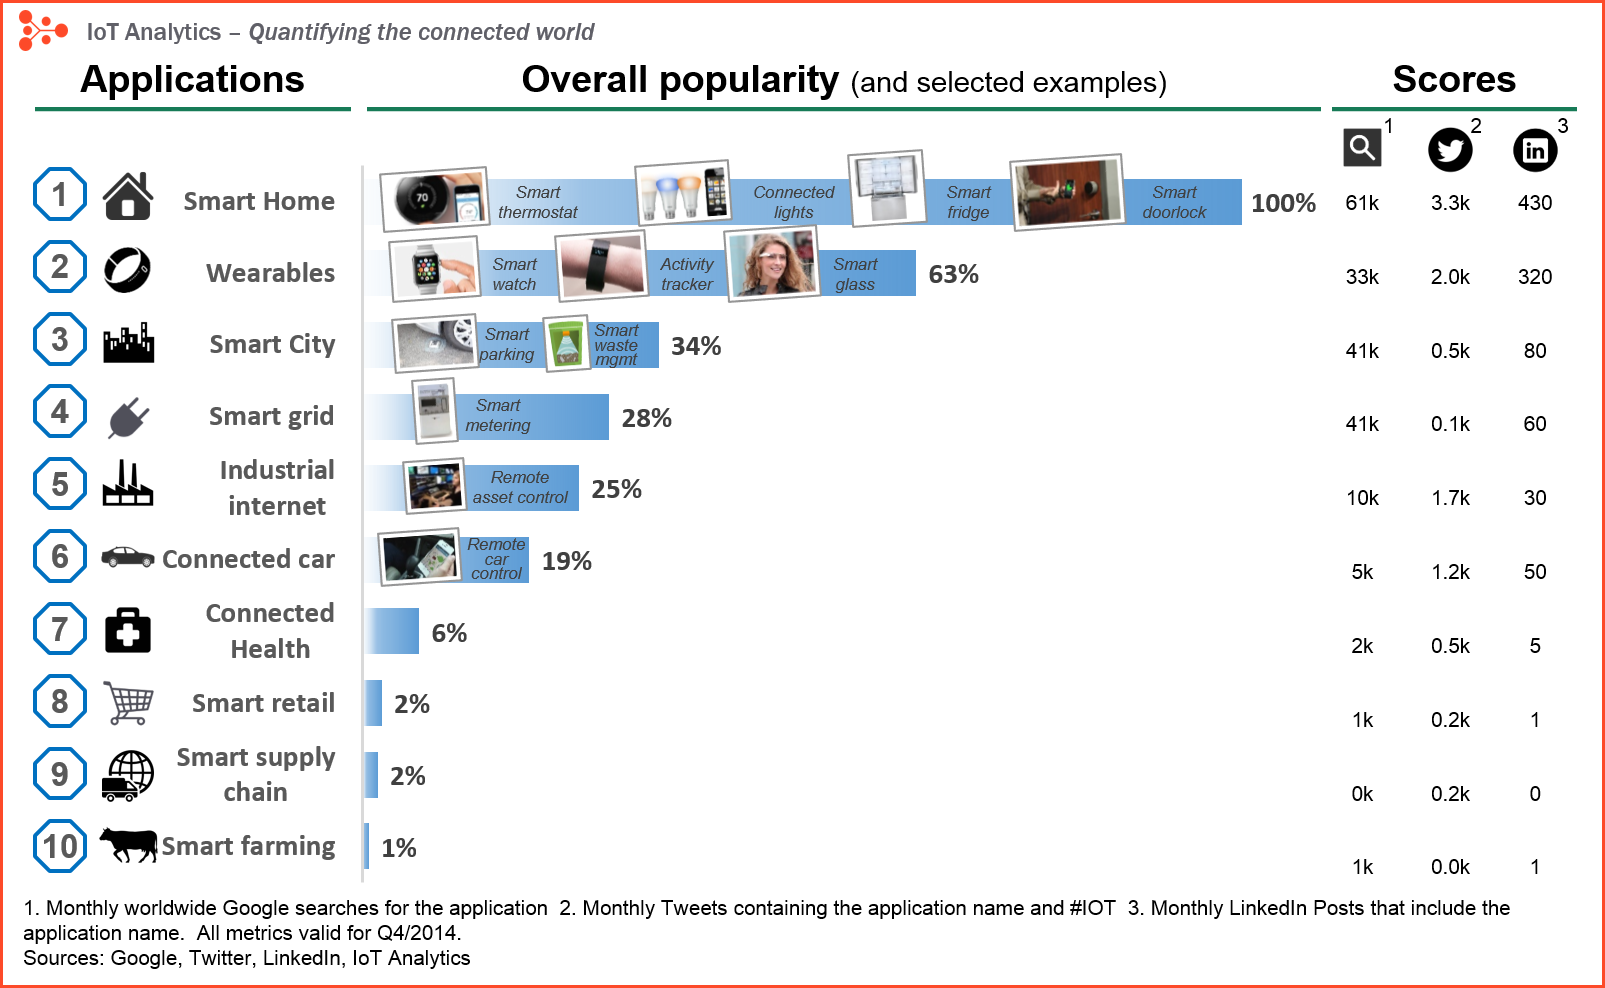 IoT Analytics – Quantifying the connected world
Applications
Overall popularity (and selected examples)
Scores
1
2
3
1
Smart Home
70
Smart
thermostat
Connected
lights
Smart
fridge
Smart
doorlock
100%
61k
3.3k
430
2
Wearables
Smart
watch
Activity
tracker
Smart
glass
63%
33k
2.0k
320
3
Smart City
Smart
parking
Smart
waste
mgmt
34%
41k
0.5k
80
4
Smart grid
Smart
metering
28%
41k
0.1k
60
5
Industrial
internet
Remote
asset control
25%
10k
1.7k
30
6
Connected car
Remote
car
control
19%
5k
1.2k
50
7
Connected
Health
6%
2k
0.5k
5
8
Smart retail
2%
1k
0.2k
1
9
Smart supply
chain
2%
0k
0.2k
0
10
Smart farming
1%
1k
0.0k
1
1. Monthly worldwide Google searches for the application 2. Monthly Tweets containing the application name and #IOT 3. Monthly LinkedIn Posts that include the
application name. All metrics valid for Q4/2014.
Sources: Google, Twitter, LinkedIn, IoT Analytics